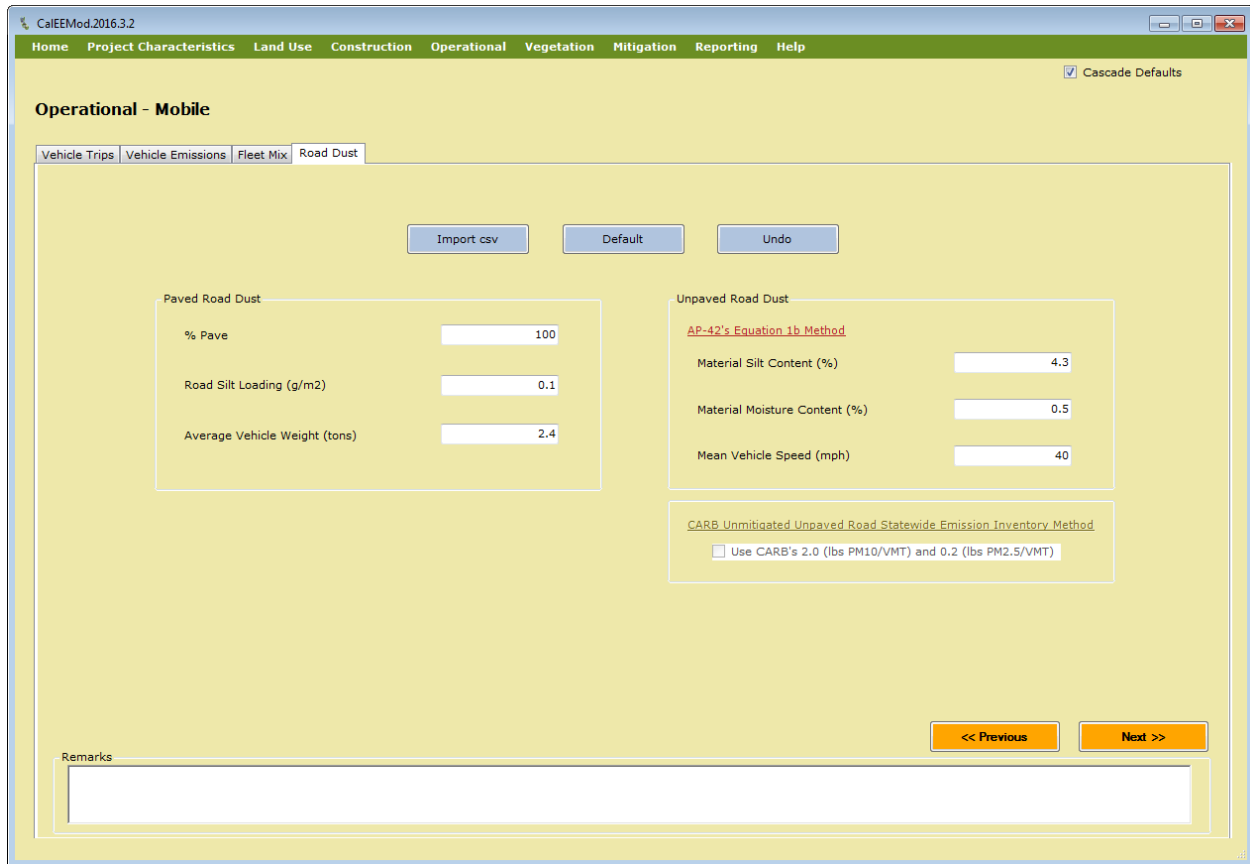 CalEEMod.2016.3.2
Home Project Characteristics Land Use Construction Operational Vegetation Mitigation Reporting Help
Cascade Defaults
Operational - Mobile
Vehicle Trips Vehicle Emissions Fleet Mix Road Dust
Import csv Default Undo
Paved Road Dust
% Pave 100
Road Silt Loading (g/m2) 0.1
Average Vehicle Weight (tons) 2.4
Unpaved Road Dust
AP-42's Equation 1b Method
Material Silt Content (%) 4.3
Material Moisture Content (%) 0.5
Mean Vehicle Speed (mph) 40
CARB Unmitigated Unpaved Road Statewide Emission Inventory Method
Use CARB's 2.0 (lbs PM10/VMT) and 0.2 (lbs PM2.5/VMT)
<< Previous Next >>
Remarks